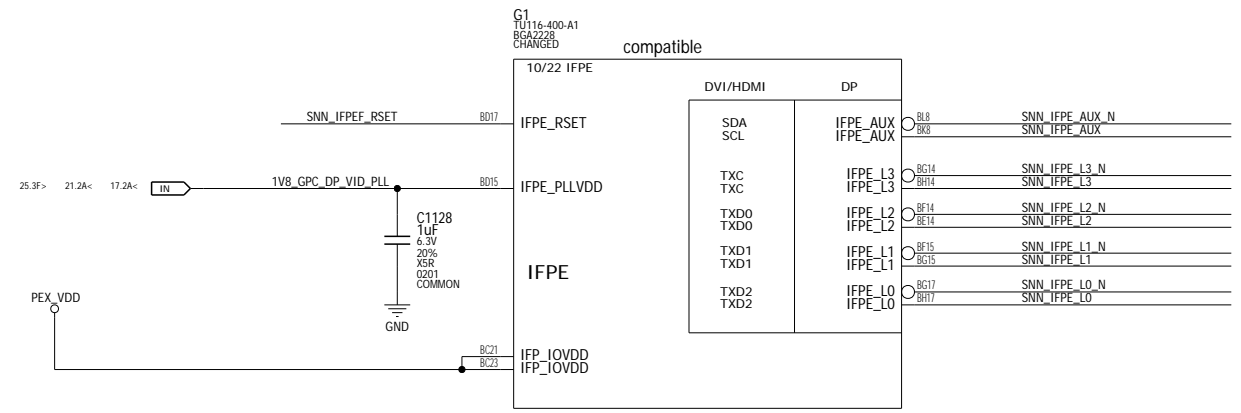 G1
TU116-400-A1
BGA2228
CHANGED
compatible
10/22 IFPE
DVI/HDMI DP
SNN_IFPEF_RSET BD17 IFPE_RSET
SDA IFPE_AUX BL8 SNN_IFPE_AUX_N
SCL IFPE_AUX BK8 SNN_IFPE_AUX
25.3F> 21.2A< 17.2A< IN 1V8_GPC_DP_VID_PLL BD15 IFPE_PLLVDD
TXC IFPE_L3 BG14 SNN_IFPE_L3_N
TXC IFPE_L3 BH14 SNN_IFPE_L3
TXD0 IFPE_L2 BF14 SNN_IFPE_L2_N
TXD0 IFPE_L2 BE14 SNN_IFPE_L2
C1128
1uF
6.3V
20%
X5R
0201
COMMON
GND
TXD1 IFPE_L1 BF15 SNN_IFPE_L1_N
TXD1 IFPE_L1 BG15 SNN_IFPE_L1
IFPE
TXD2 IFPE_L0 BG17 SNN_IFPE_L0_N
TXD2 IFPE_L0 BH17 SNN_IFPE_L0
PEX_VDD
BC21 IFP_IOVDD
BC23 IFP_IOVDD